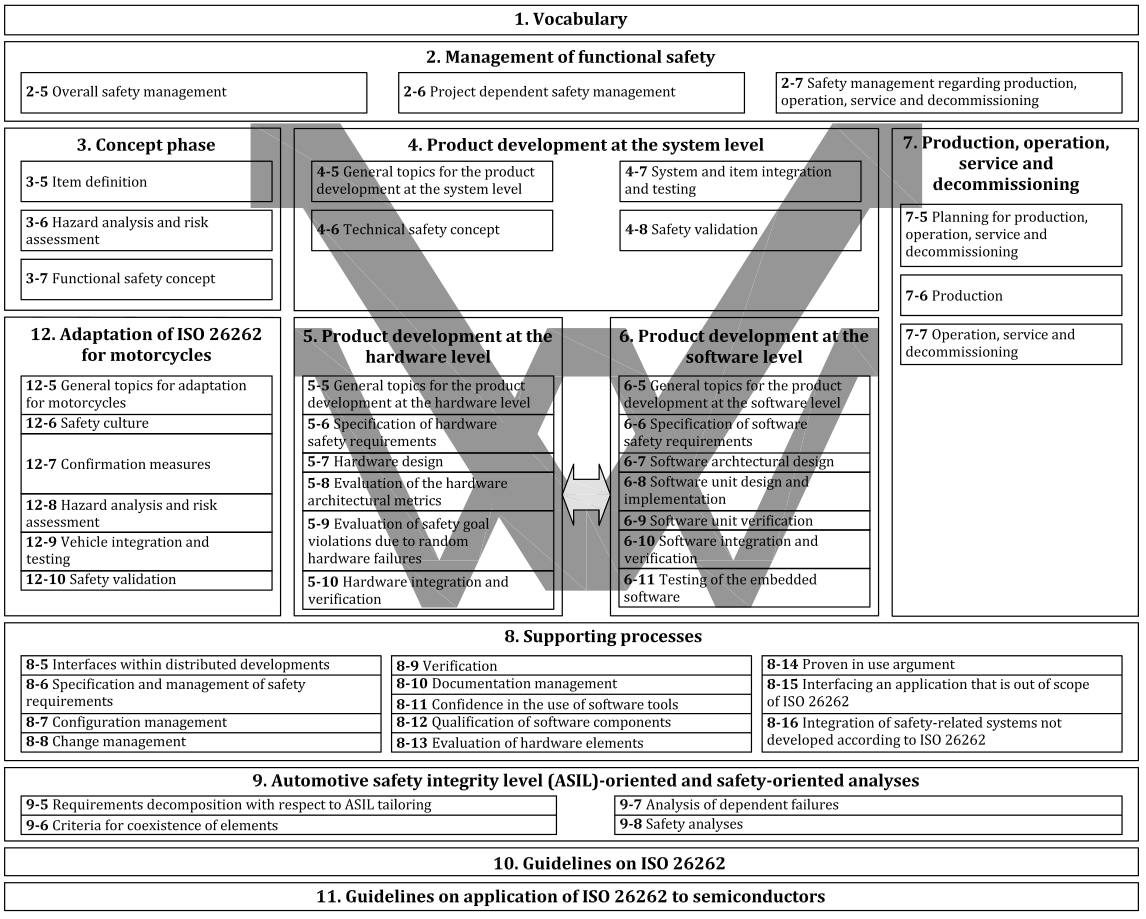 1. Vocabulary
2. Management of functional safety
2-5 Overall safety management
2-6 Project dependent safety management
2-7 Safety management regarding production,
operation, service and decommissioning
3. Concept phase
3-5 Item definition
3-6 Hazard analysis and risk
assessment
3-7 Functional safety concept
4. Product development at the system level
4-5 General topics for the product
development at the system level
4-6 Technical safety concept
4-7 System and item integration
and testing
4-8 Safety validation
7. Production, operation,
service and
decommissioning
7-5 Planning for production,
operation, service and
decommissioning
7-6 Production
7-7 Operation, service and
decommissioning
12. Adaptation of ISO 26262
for motorcycles
12-5 General topics for adaptation
for motorcycles
12-6 Safety culture
12-7 Confirmation measures
12-8 Hazard analysis and risk
assessment
12-9 Vehicle integration and
testing
12-10 Safety validation
5. Product development at the
hardware level
5-5 General topics for the product
development at the hardware level
5-6 Specification of hardware
safety requirements
5-7 Hardware design
5-8 Evaluation of the hardware
architectural metrics
5-9 Evaluation of safety goal
violations due to random
hardware failures
5-10 Hardware integration and
verification
6. Product development at the
software level
6-5 General topics for the product
development at the software level
6-6 Specification of software
safety requirements
6-7 Software archtectural design
6-8 Software unit design and
implementation
6-9 Software unit verification
6-10 Software integration and
verification
6-11 Testing of the embedded
software
8. Supporting processes
8-5 Interfaces within distributed developments
8-6 Specification and management of safety
requirements
8-7 Configuration management
8-8 Change management
8-9 Verification
8-10 Documentation management
8-11 Confidence in the use of software tools
8-12 Qualification of software components
8-13 Evaluation of hardware elements
8-14 Proven in use argument
8-15 Interfacing an application that is out of scope
of ISO 26262
8-16 Integration of safety-related systems not
developed according to ISO 26262
9. Automotive safety integrity level (ASIL)-oriented and safety-oriented analyses
9-5 Requirements decomposition with respect to ASIL tailoring
9-6 Criteria for coexistence of elements
9-7 Analysis of dependent failures
9-8 Safety analyses
10. Guidelines on ISO 26262
11. Guidelines on application of ISO 26262 to semiconductors